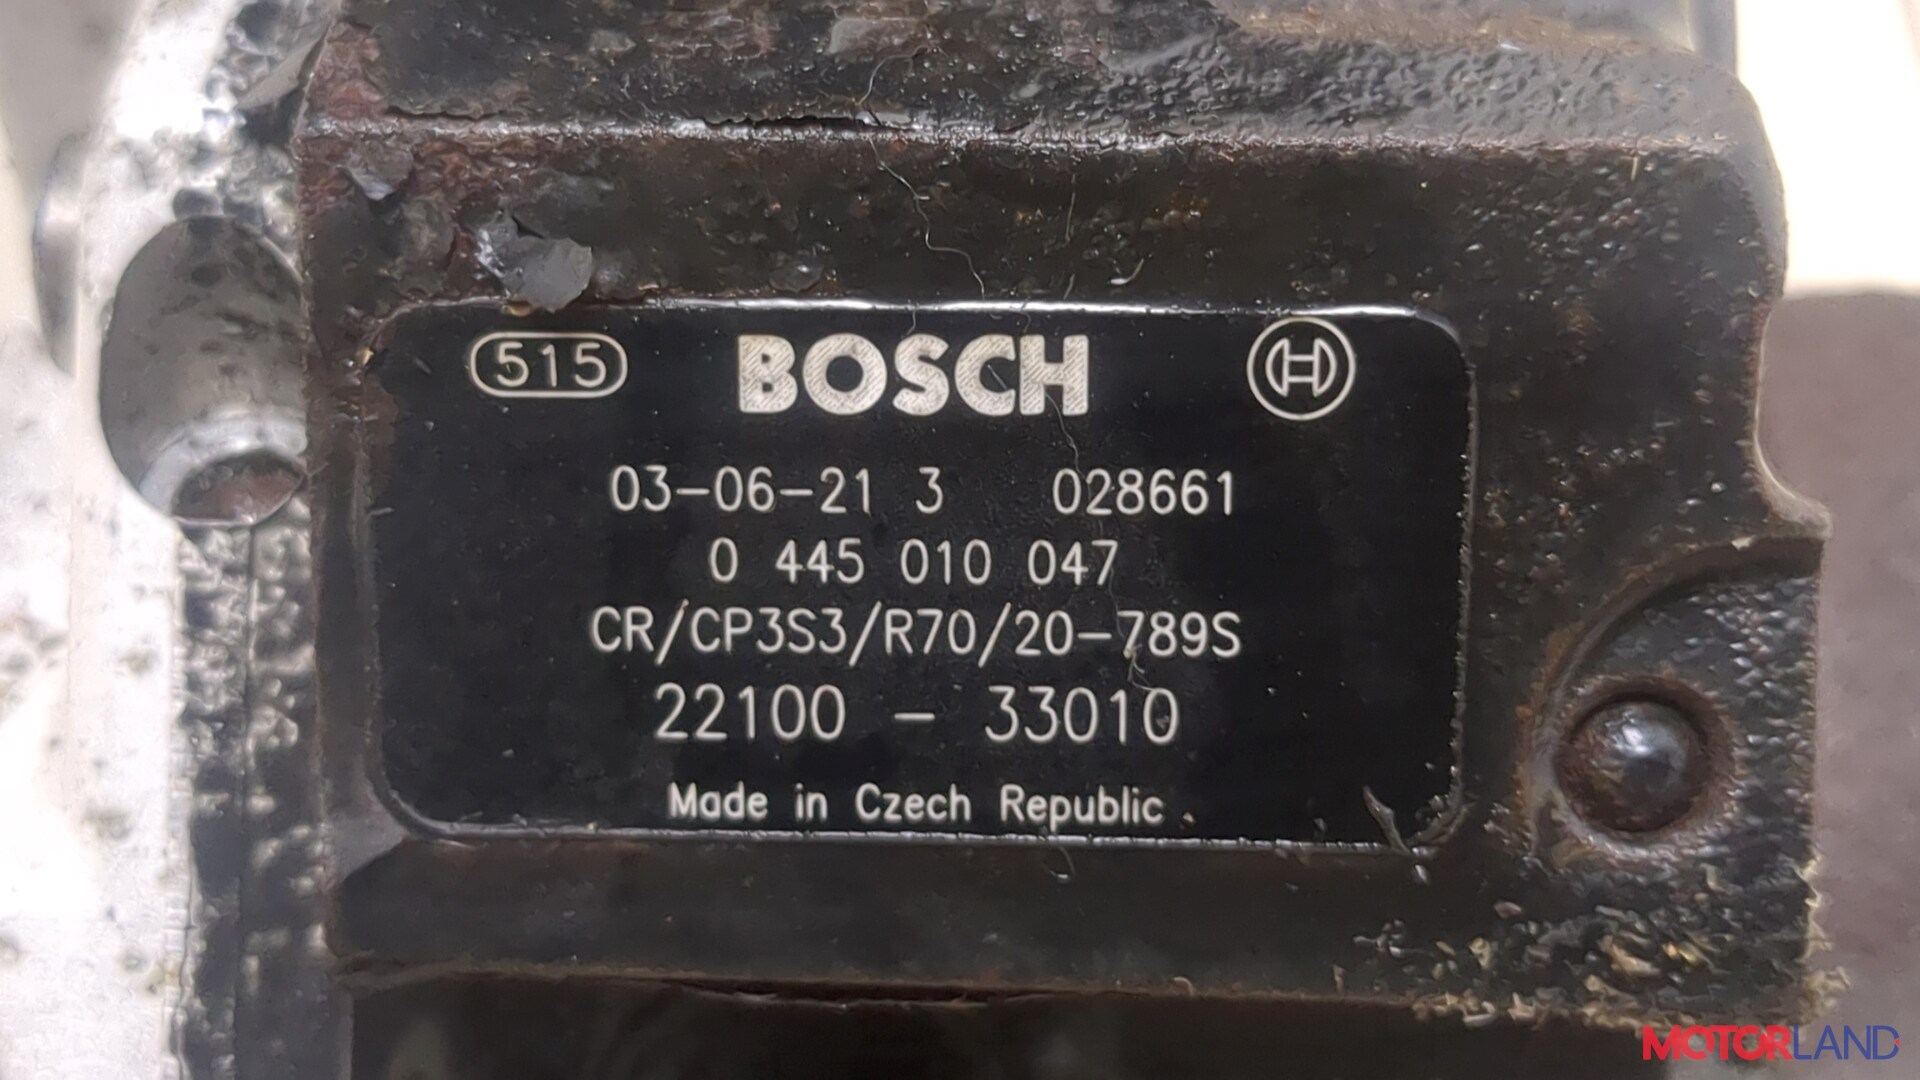 515 BOSCH
03-06-21 3 028661
0 445 010 047
CR/CP3S3/R70/20-789S
22100 - 33010
Made in Czech Republic
MOTORLAND